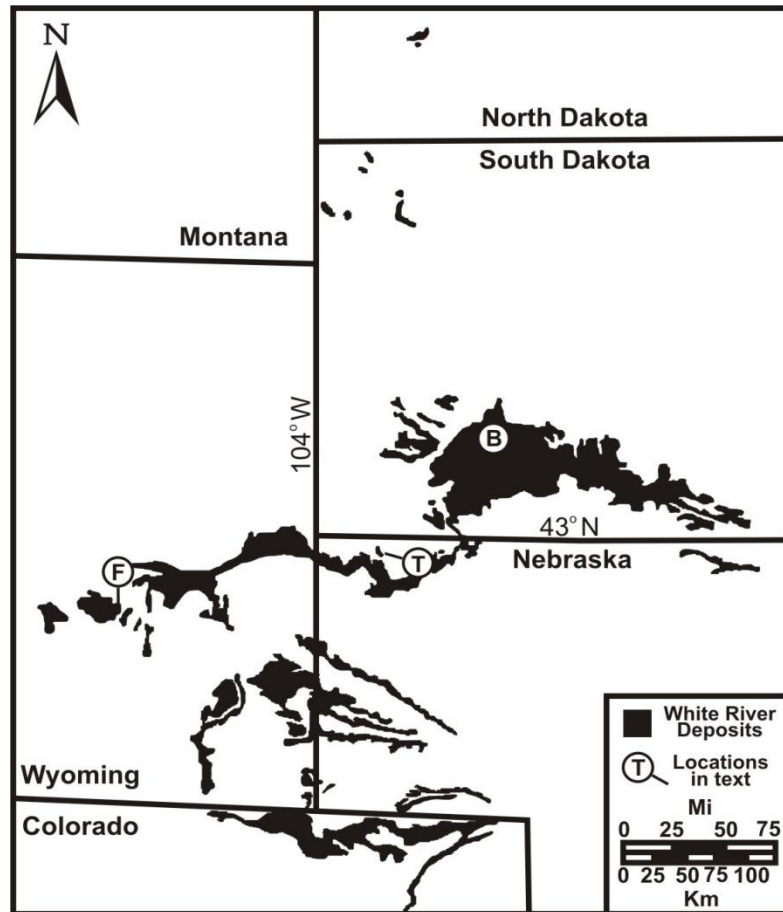 N
North Dakota
South Dakota
Montana
104° W
B
43° N
Nebraska
F
T
Wyoming
Colorado
White River
Deposits
T
Locations
in text
Mi
0 25 50 75
0 25 50 75 100
Km